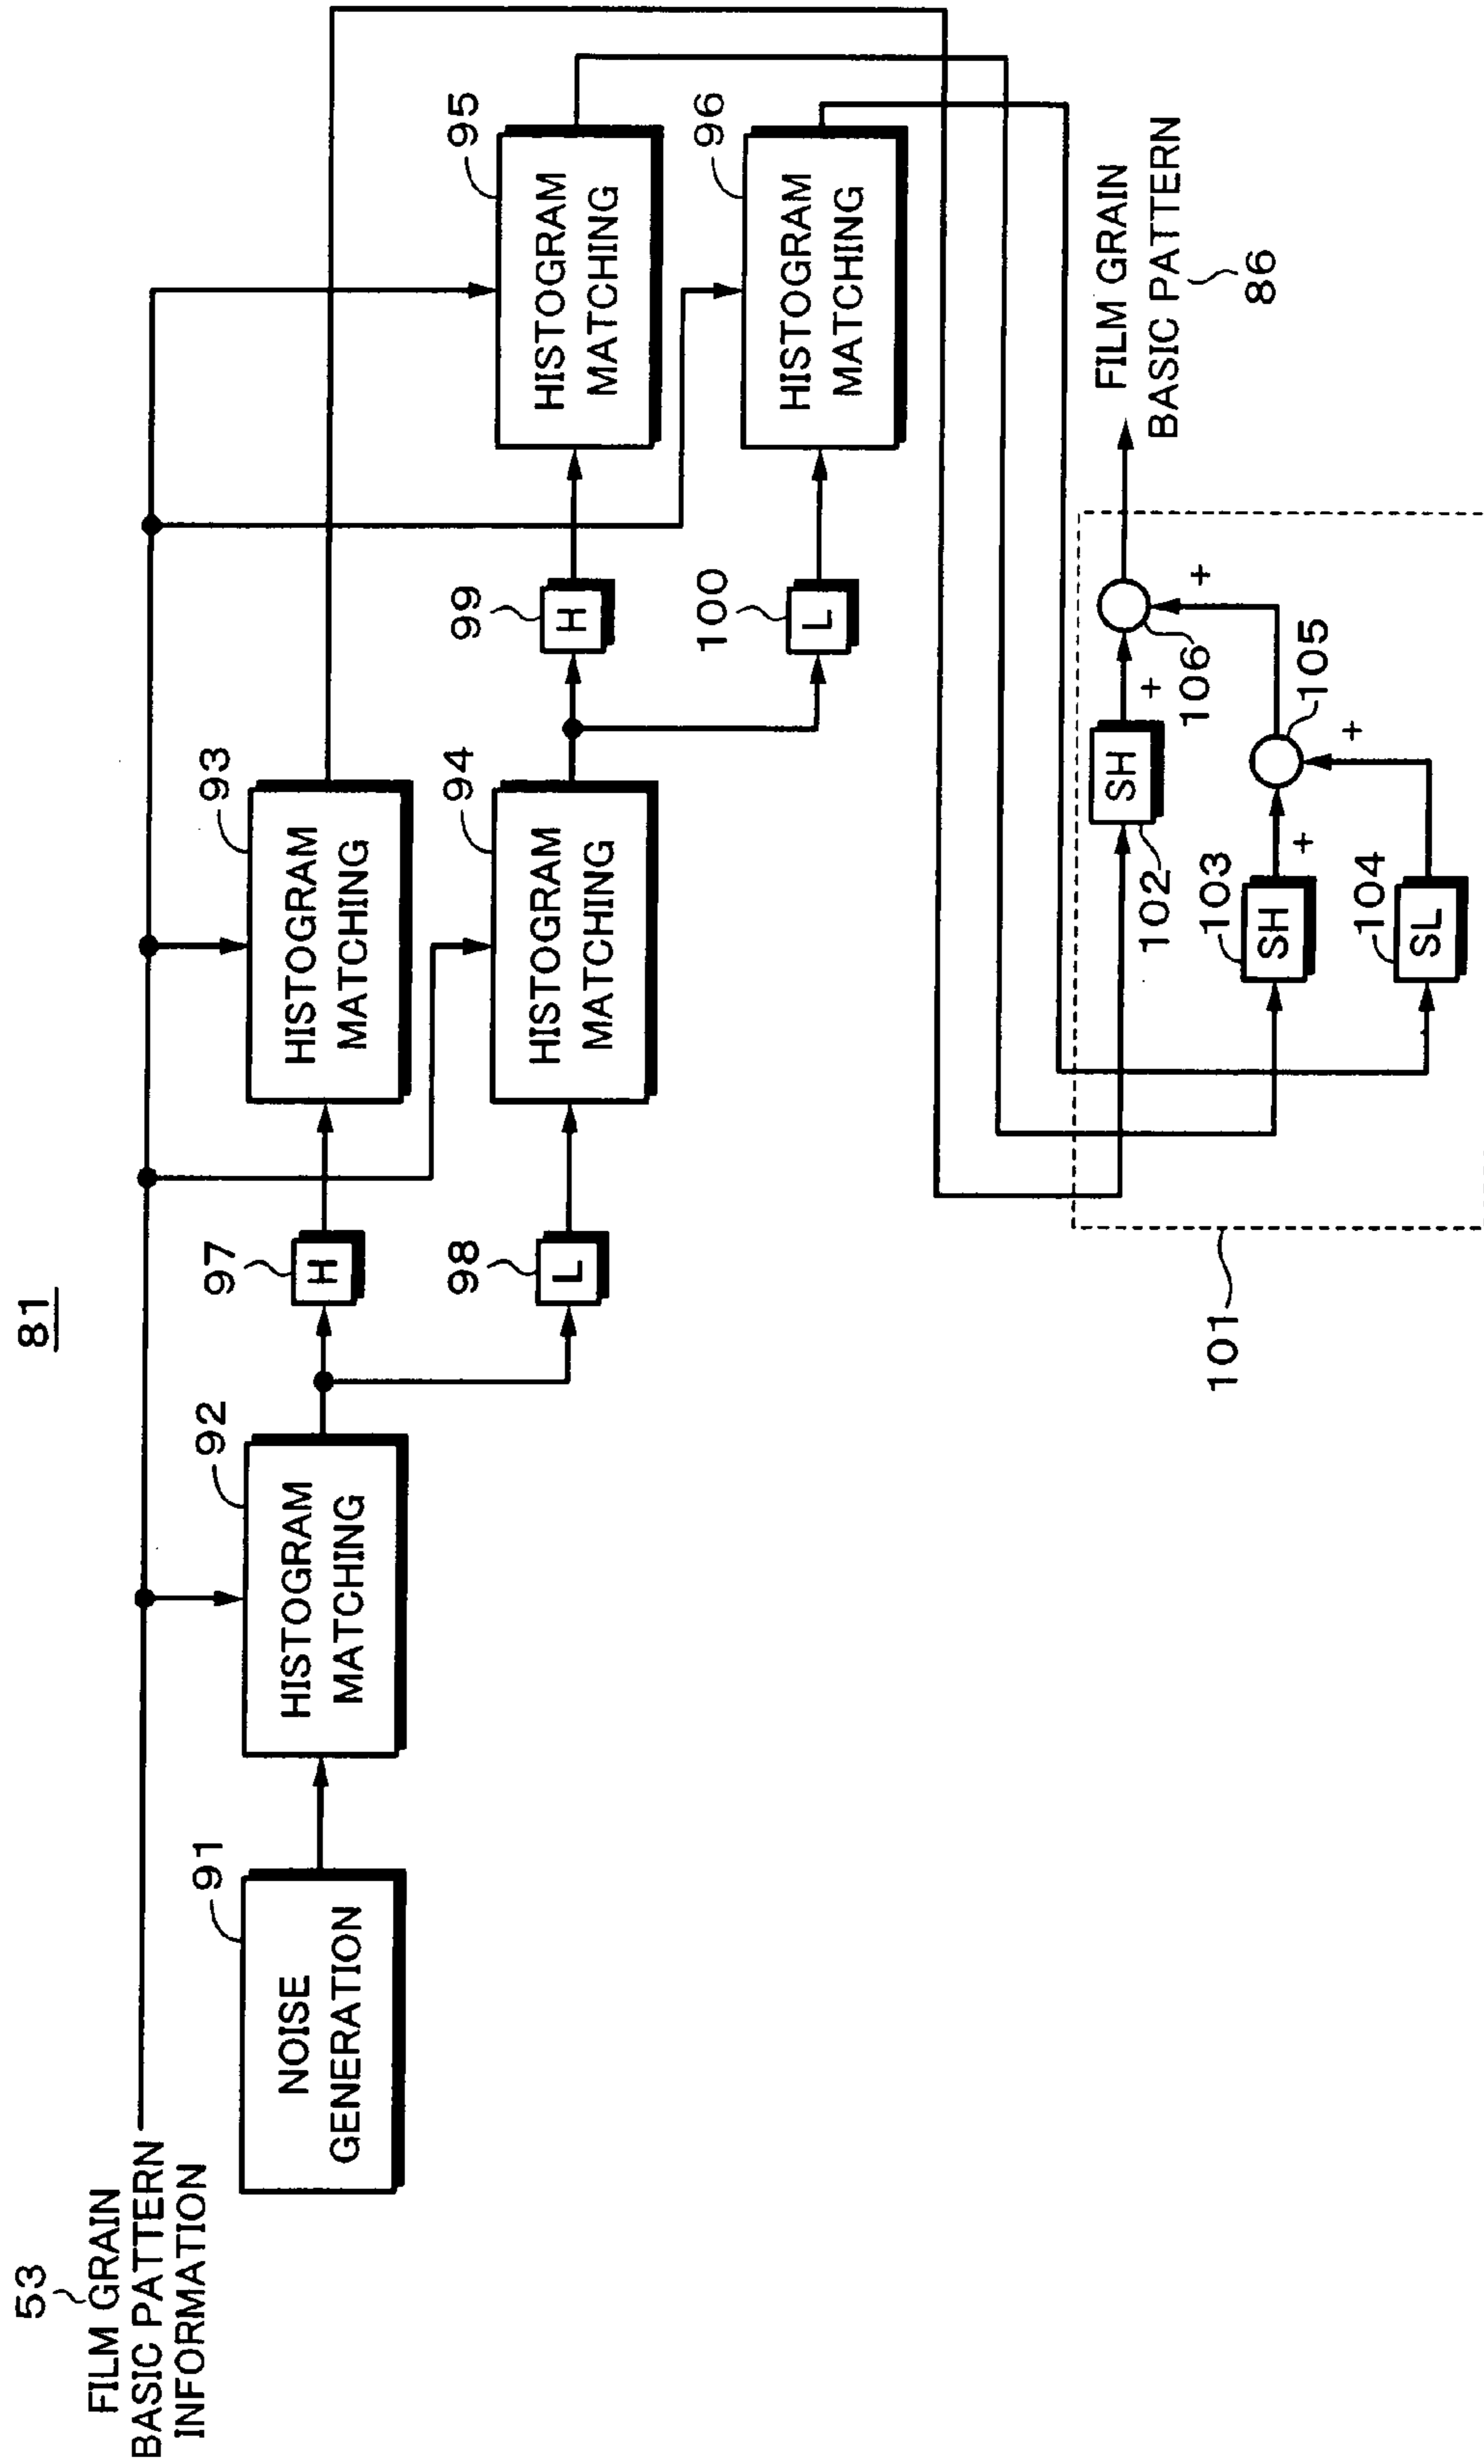 81
53
FILM GRAIN
BASIC PATTERN
INFORMATION
91
NOISE
GENERATION
92
HISTOGRAM
MATCHING
97
H
98
L
93
HISTOGRAM
MATCHING
94
HISTOGRAM
MATCHING
99
H
100
L
95
HISTOGRAM
MATCHING
96
HISTOGRAM
MATCHING
101
SH
102
+
103
SH
+
104
SL
+
105
106
+
FILM GRAIN
BASIC PATTERN
86